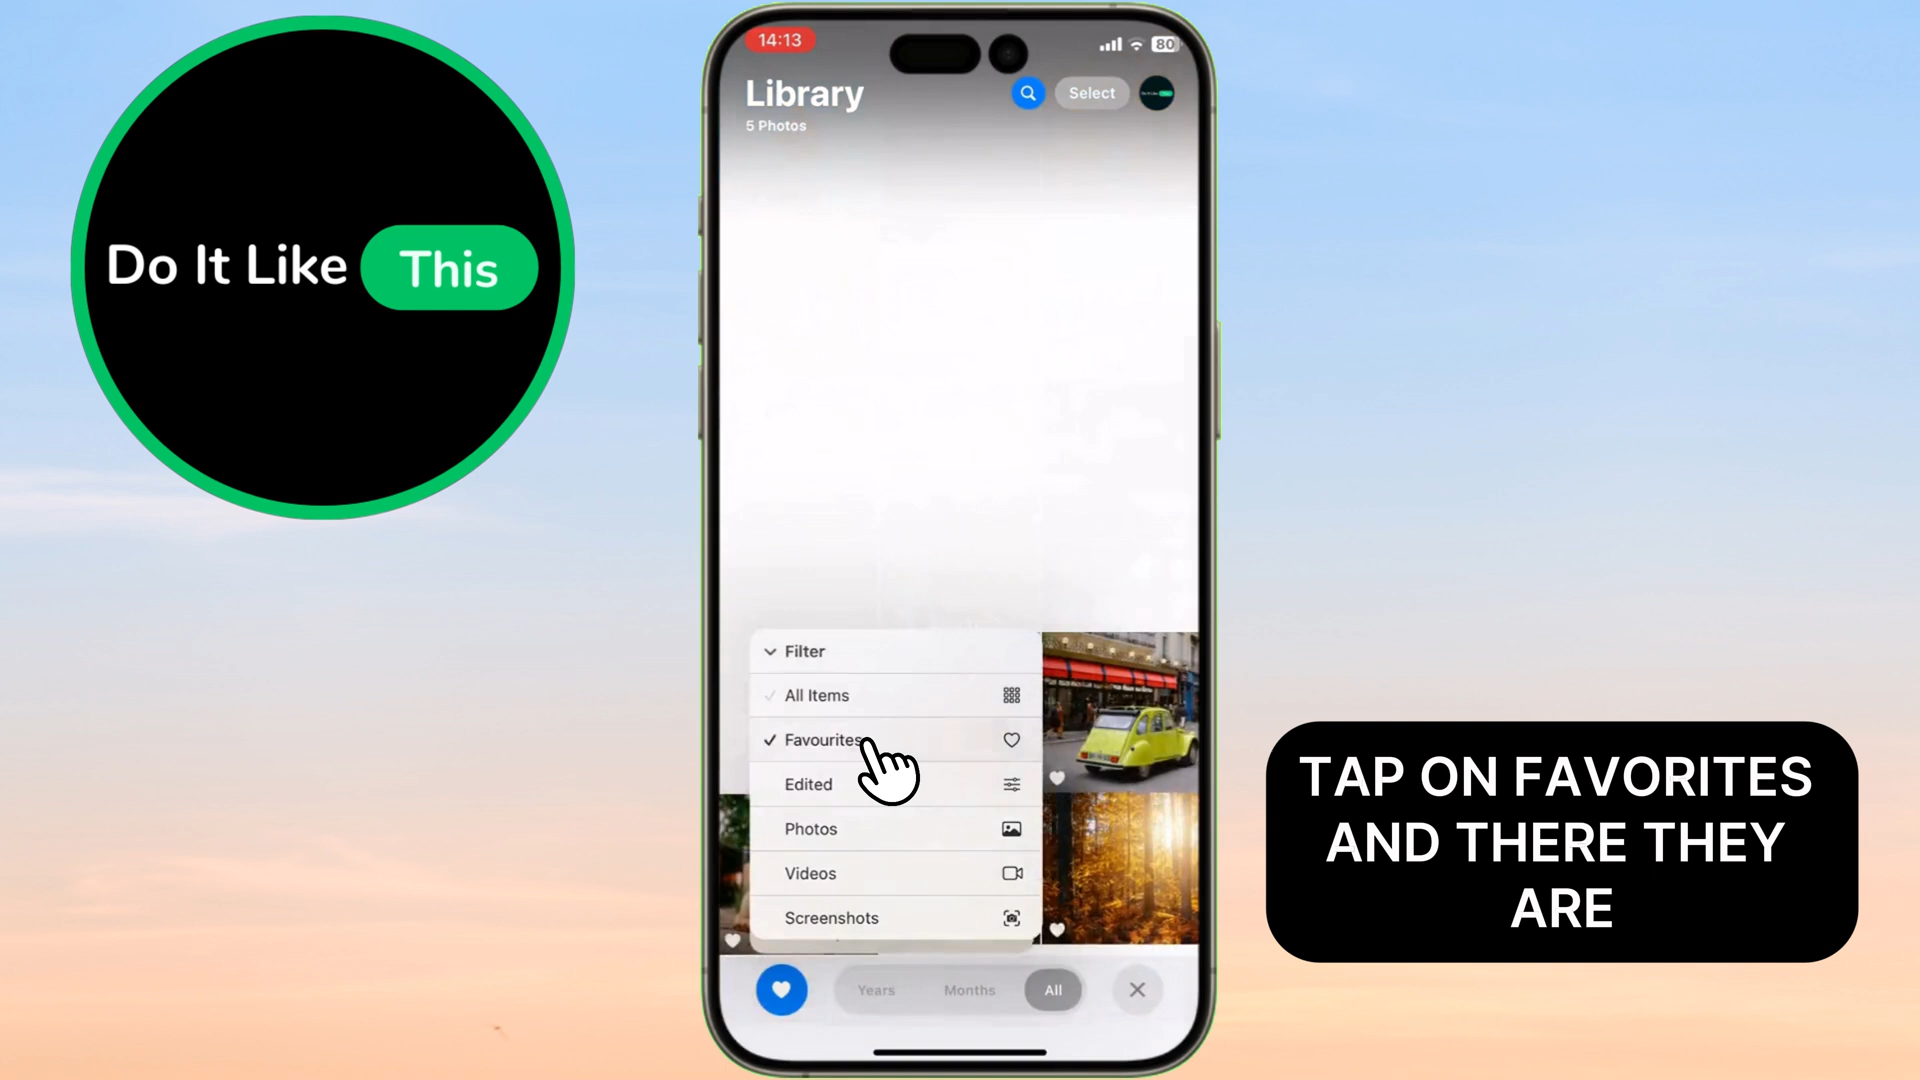 Do It Like This
14:13
80
Library
Select
5 Photos
Filter
All Items
Favourites
Edited
Photos
Videos
Screenshots
Years
Months
All
TAP ON FAVORITES
AND THERE THEY
ARE